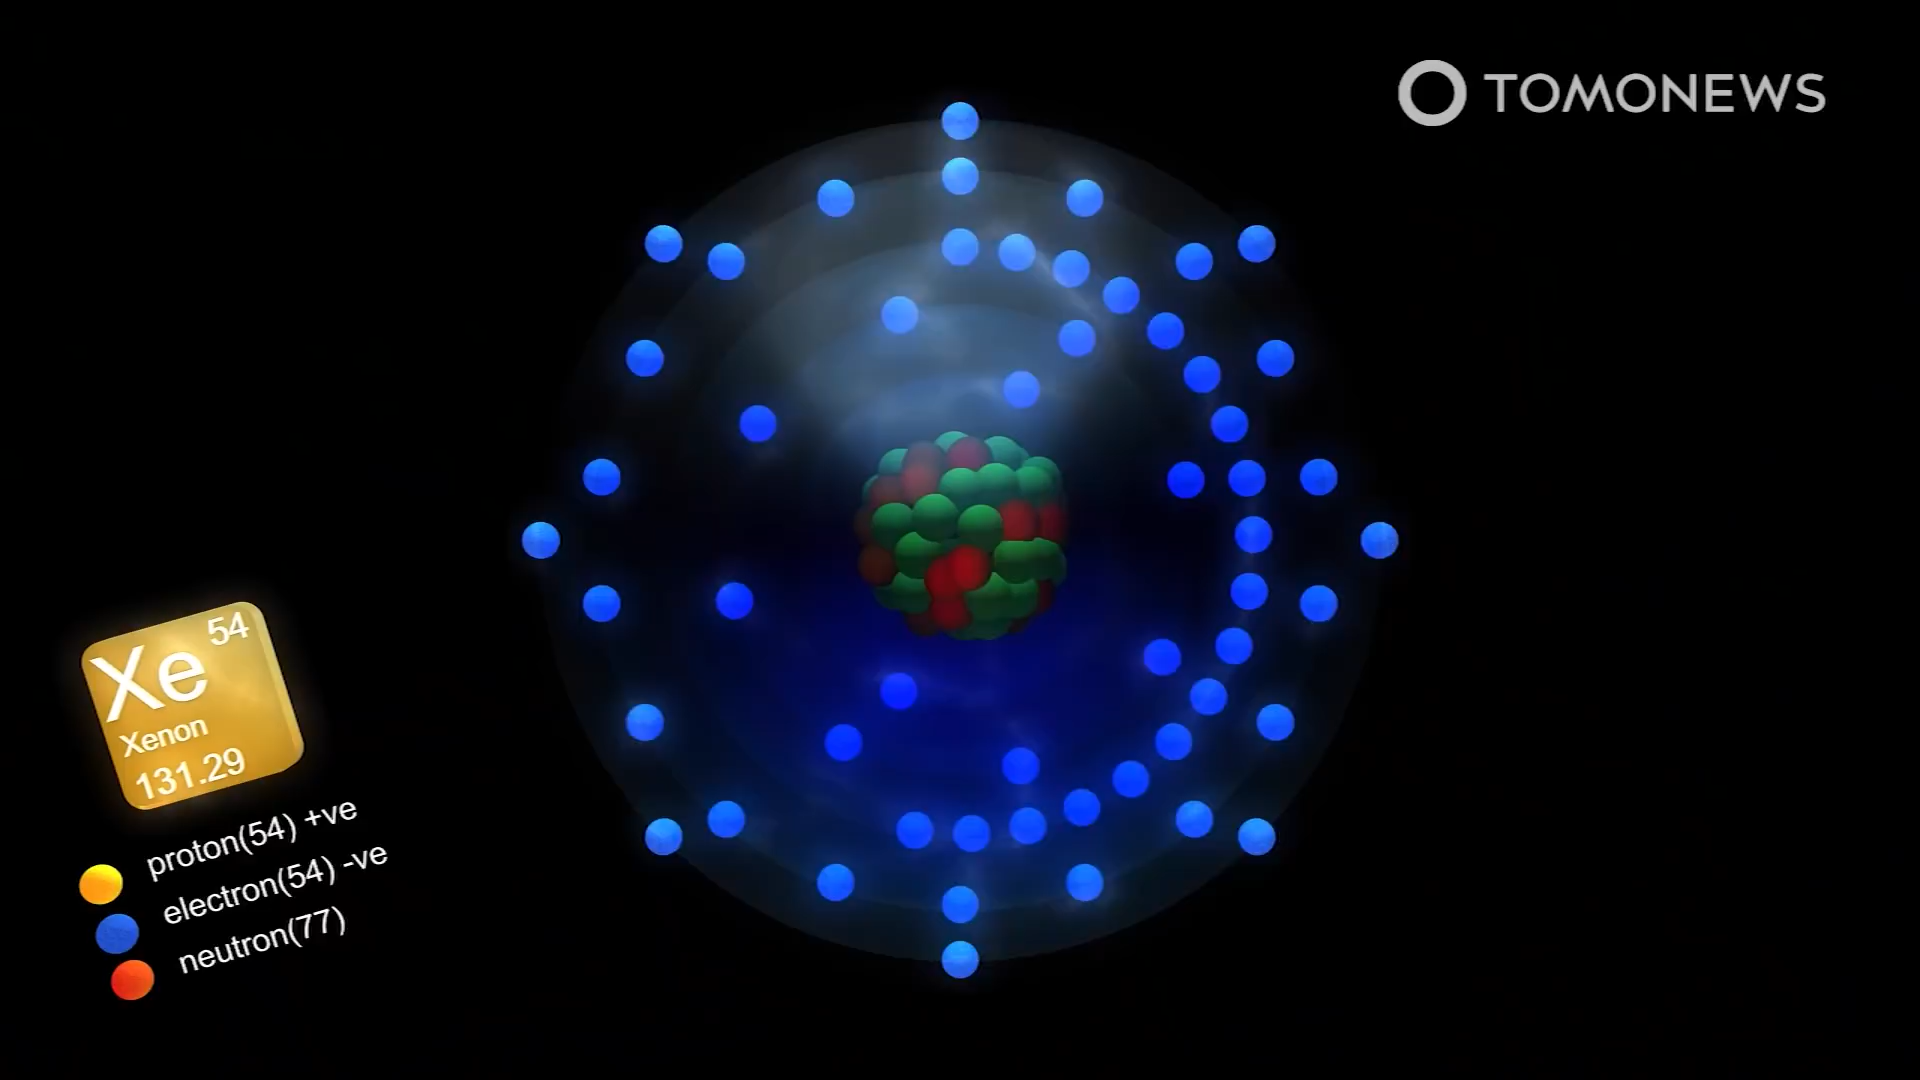 TOMONEWS
54
Xe
Xenon
131.29
proton(54) +ve
electron(54) -ve
neutron(77)